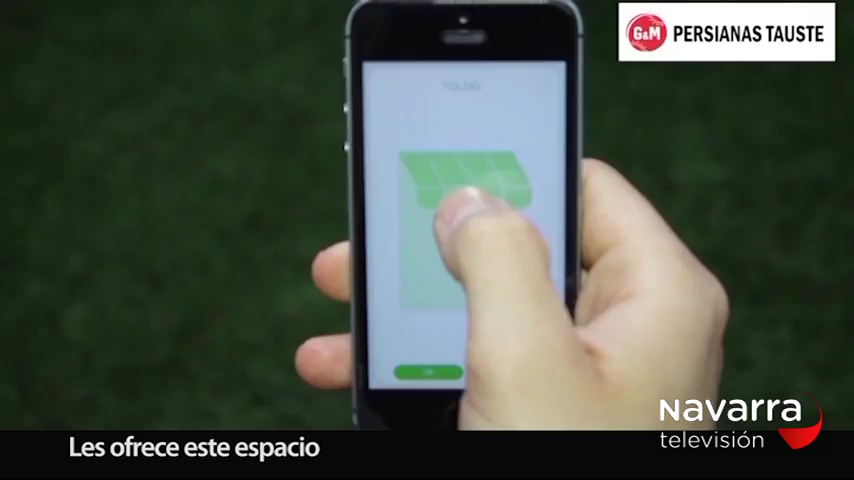 G&M PERSIANAS TAUSTE
TOLDO
Navarra
televisión
Les ofrece este espacio